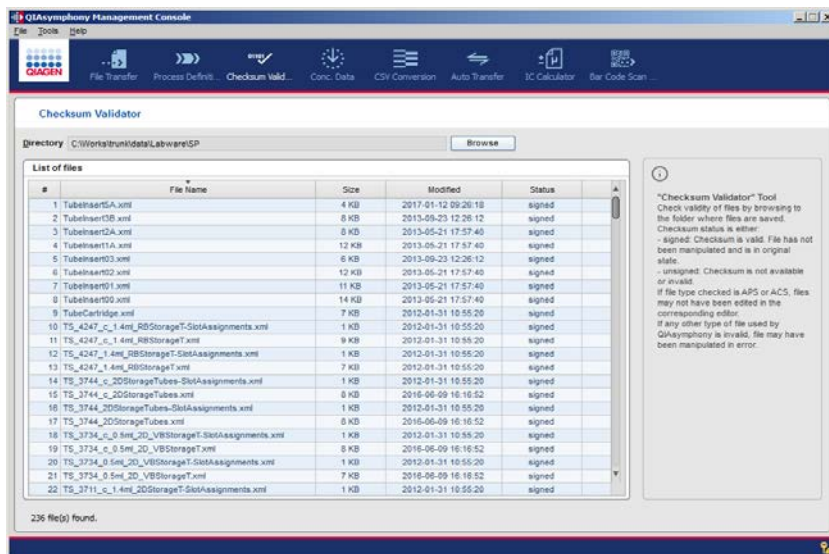 QIAsymphony Management Console
File Tools Help
QIAGEN
File Transfer Process Definiti... Checksum Valid... Conc. Data CSV Conversion Auto Transfer IC Calculator Bar Code Scan ...
Checksum Validator
Directory C:\Works\trunk\data\Labware\SP Browse
List of files
# File Name Size Modified Status
1 TubeInsert5A.xml 4 KB 2017-01-12 09:26:18 signed
2 TubeInsert3B.xml 8 KB 2013-09-23 12:26:12 signed
3 TubeInsert2A.xml 8 KB 2013-05-21 17:57:40 signed
4 TubeInsert1A.xml 12 KB 2013-05-21 17:57:40 signed
5 TubeInsert03.xml 6 KB 2013-09-23 12:26:12 signed
6 TubeInsert02.xml 12 KB 2013-05-21 17:57:40 signed
7 TubeInsert01.xml 11 KB 2013-05-21 17:57:40 signed
8 TubeInsert00.xml 14 KB 2013-05-21 17:57:40 signed
9 TubeCartridge.xml 7 KB 2012-01-31 10:55:20 signed
10 TS_4247_c_1.4ml_RBStorageT-SlotAssignments.xml 1 KB 2012-01-31 10:55:20 signed
11 TS_4247_c_1.4ml_RBStorageT.xml 9 KB 2012-01-31 10:55:20 signed
12 TS_4247_1.4ml_RBStorageT-SlotAssignments.xml 1 KB 2012-01-31 10:55:20 signed
13 TS_4247_1.4ml_RBStorageT.xml 7 KB 2012-01-31 10:55:20 signed
14 TS_3744_c_2DStorageTubes-SlotAssignments.xml 1 KB 2012-01-31 10:55:20 signed
15 TS_3744_c_2DStorageTubes.xml 8 KB 2016-06-09 16:16:52 signed
16 TS_3744_2DStorageTubes-SlotAssignments.xml 1 KB 2012-01-31 10:55:20 signed
17 TS_3744_2DStorageTubes.xml 8 KB 2016-06-09 16:16:52 signed
18 TS_3734_c_0.5ml_2D_VBStorageT-SlotAssignments.xml 1 KB 2012-01-31 10:55:20 signed
19 TS_3734_c_0.5ml_2D_VBStorageT.xml 8 KB 2016-06-09 16:16:52 signed
20 TS_3734_0.5ml_2D_VBStorageT-SlotAssignments.xml 1 KB 2012-01-31 10:55:20 signed
21 TS_3734_0.5ml_2D_VBStorageT.xml 7 KB 2016-06-09 16:16:52 signed
22 TS_3711_c_1.4ml_2DStorageT-SlotAssignments.xml 1 KB 2012-01-31 10:55:20 signed
"Checksum Validator" Tool
Check validity of files by browsing to
the folder where files are saved.
Checksum status is either:
- signed: Checksum is valid. File has not
been manipulated and is in original
state.
- unsigned: Checksum is not available
or invalid.
If file type checked is APS or ACS, files
may not have been edited in the
corresponding editor.
If any other type of file used by
QIAsymphony is invalid, file may have
been manipulated in error.
236 file(s) found.